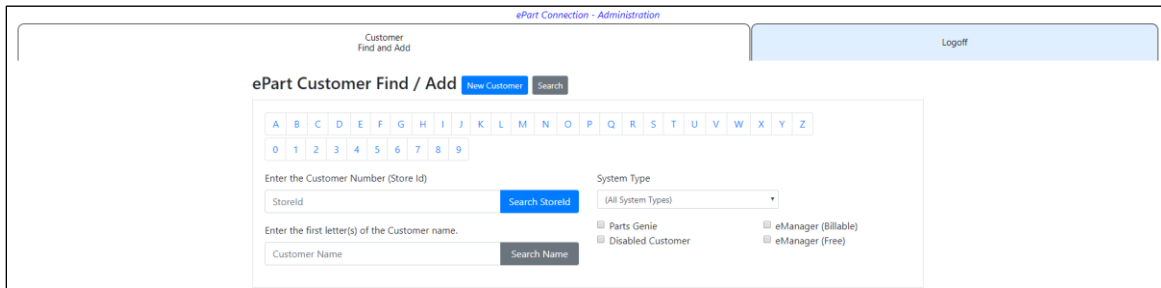 ePart Connection - Administration
Customer
Find and Add
Logoff
ePart Customer Find / Add New Customer Search
A B C D E F G H I J K L M N O P Q R S T U V W X Y Z
0 1 2 3 4 5 6 7 8 9
Enter the Customer Number (Store Id)
StoreId Search StoreId
Enter the first letter(s) of the Customer name.
Customer Name Search Name
System Type
(All System Types)
Parts Genie eManager (Billable)
Disabled Customer eManager (Free)